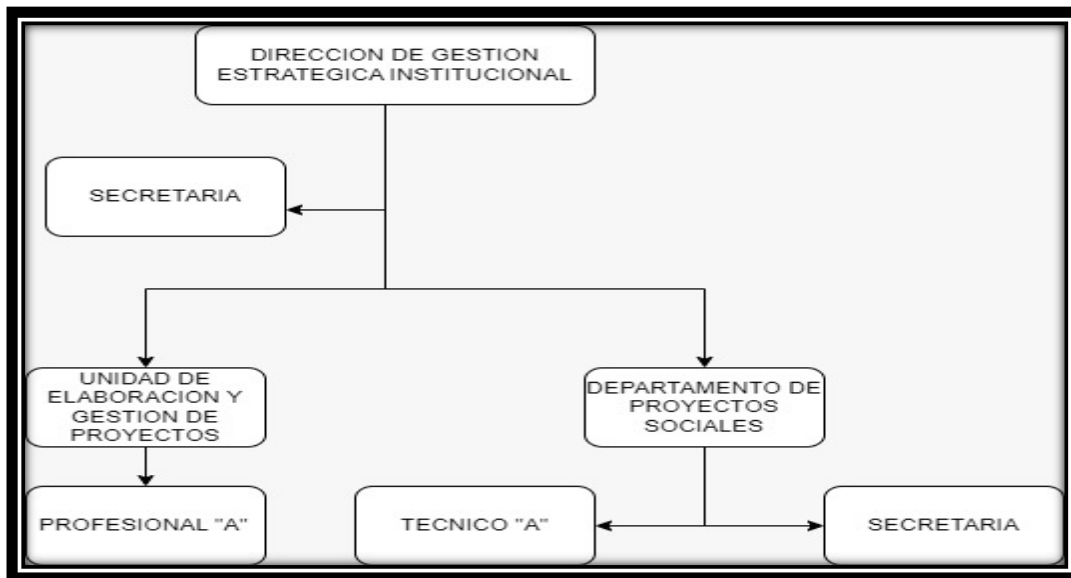 DIRECCION DE GESTION
ESTRATEGICA INSTITUCIONAL
SECRETARIA
UNIDAD DE
ELABORACION Y
GESTION DE
PROYECTOS
DEPARTAMENTO DE
PROYECTOS
SOCIALES
PROFESIONAL "A"
TECNICO "A"
SECRETARIA